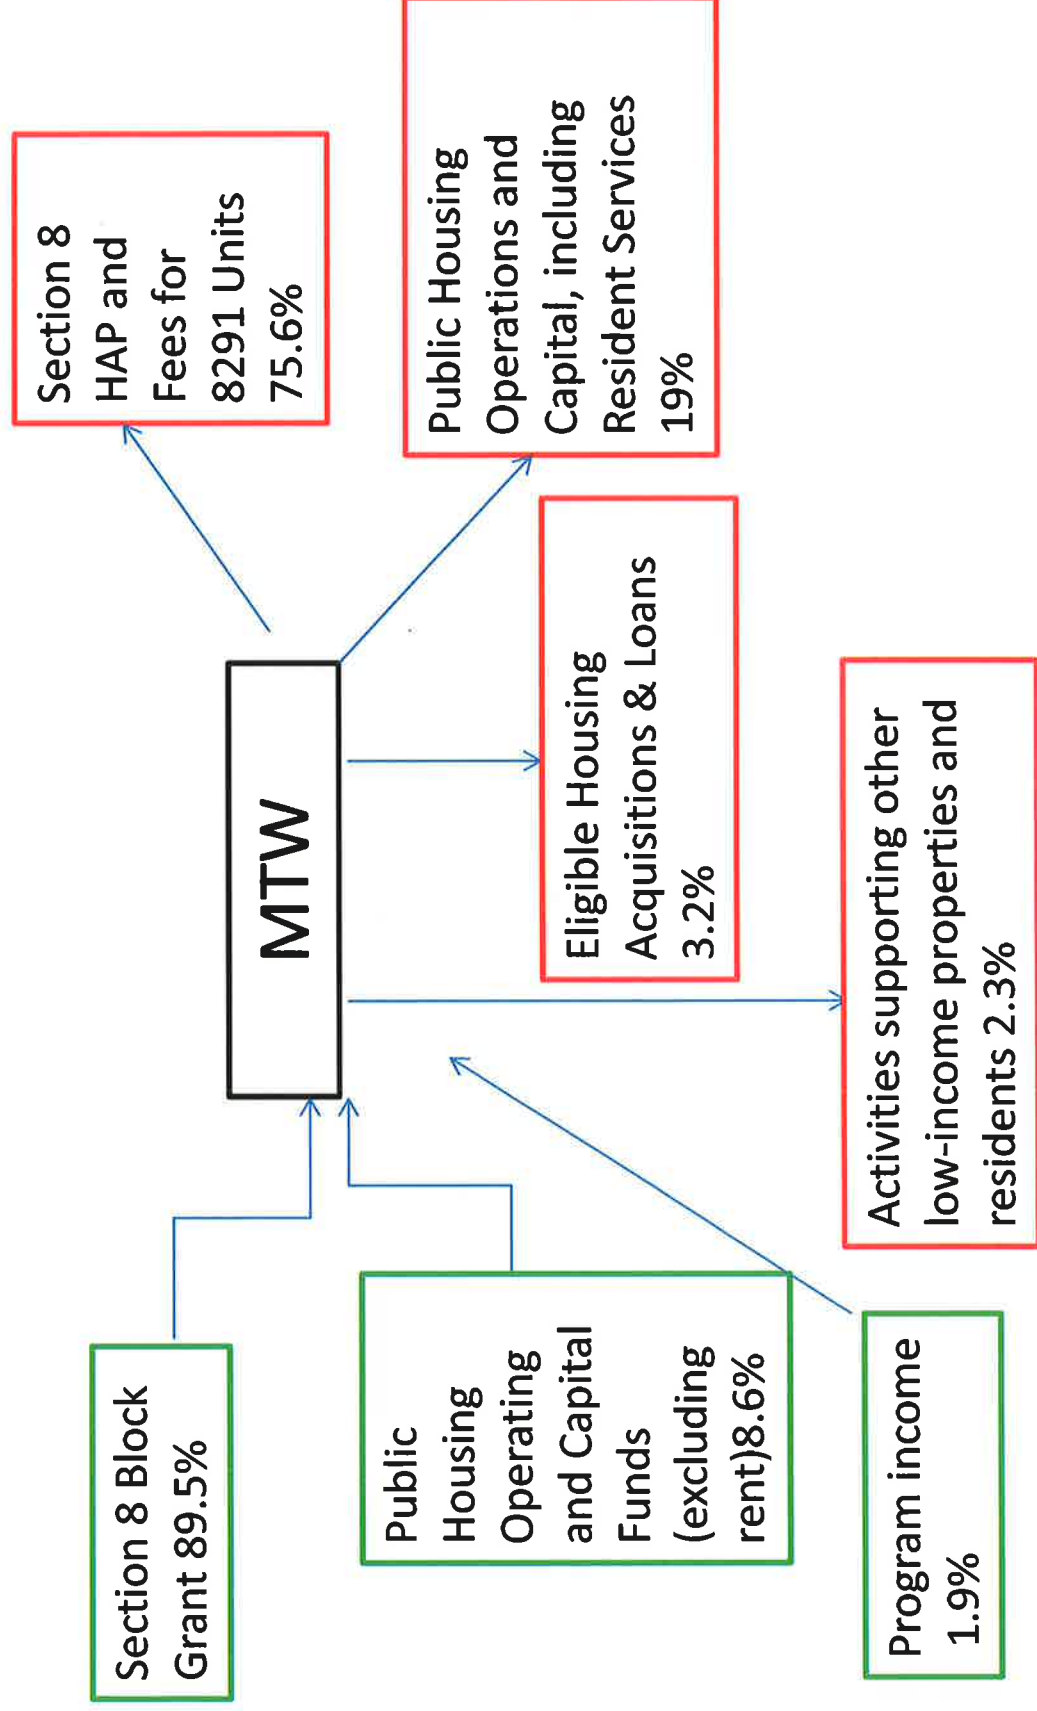 Section 8 Block
Grant 89.5%
Public
Housing
Operating
and Capital
Funds
(excluding
rent)8.6%
Program income
1.9%
MTW
Section 8
HAP and
Fees for
8291 Units
75.6%
Public Housing
Operations and
Capital, including
Resident Services
19%
Eligible Housing
Acquisitions & Loans
3.2%
Activities supporting other
low-income properties and
residents 2.3%